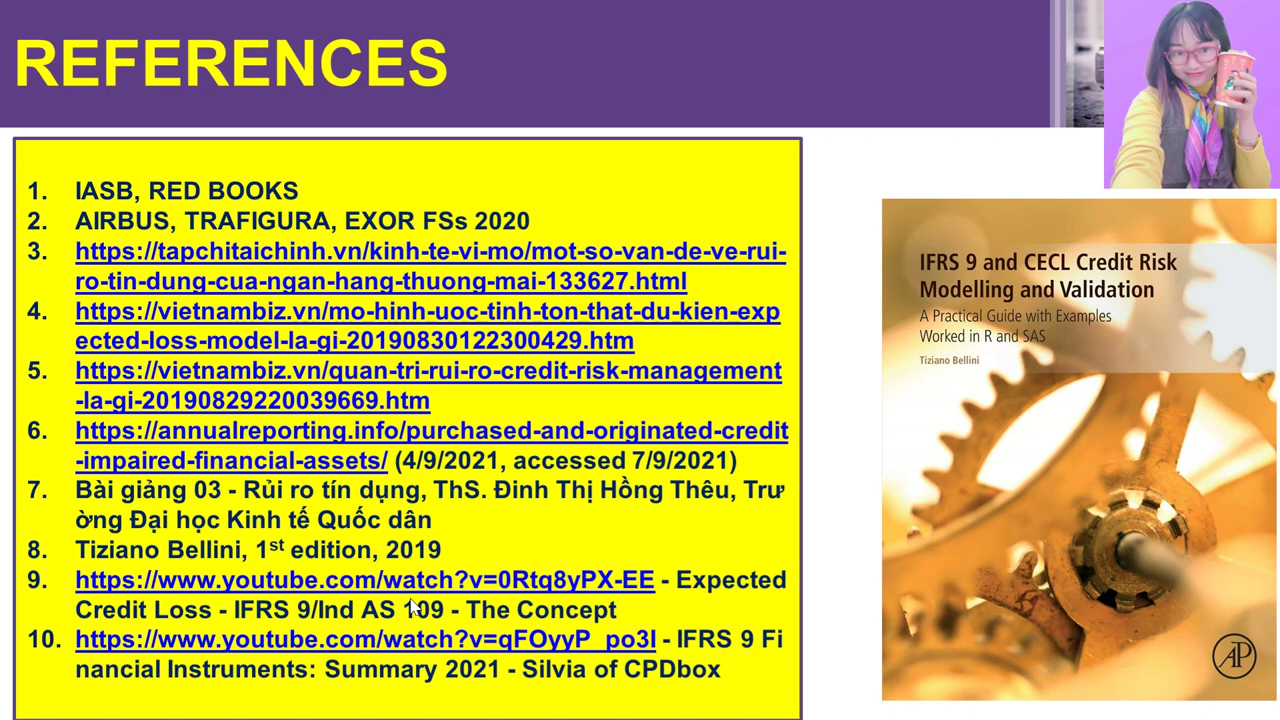 REFERENCES
1. IASB, RED BOOKS
2. AIRBUS, TRAFIGURA, EXOR FSs 2020
3. https://tapchitaichinh.vn/kinh-te-vi-mo/mot-so-van-de-ve-rui-
ro-tin-dung-cua-ngan-hang-thuong-mai-133627.html
4. https://vietnambiz.vn/mo-hinh-uoc-tinh-ton-that-du-kien-exp
ected-loss-model-la-gi-20190830122300429.htm
5. https://vietnambiz.vn/quan-tri-rui-ro-credit-risk-management
-la-gi-20190829220039669.htm
6. https://annualreporting.info/purchased-and-originated-credit
-impaired-financial-assets/ (4/9/2021, accessed 7/9/2021)
7. Bài giảng 03 - Rủi ro tín dụng, ThS. Đinh Thị Hồng Thêu, Trư
ờng Đại học Kinh tế Quốc dân
8. Tiziano Bellini, 1st edition, 2019
9. https://www.youtube.com/watch?v=0Rtq8yPX-EE - Expected
Credit Loss - IFRS 9/Ind AS 109 - The Concept
10. https://www.youtube.com/watch?v=qFOyyP_po3I - IFRS 9 Fi
nancial Instruments: Summary 2021 - Silvia of CPDbox
IFRS 9 and CECL Credit Risk
Modelling and Validation
A Practical Guide with Examples
Worked in R and SAS
Tiziano Bellini
AP